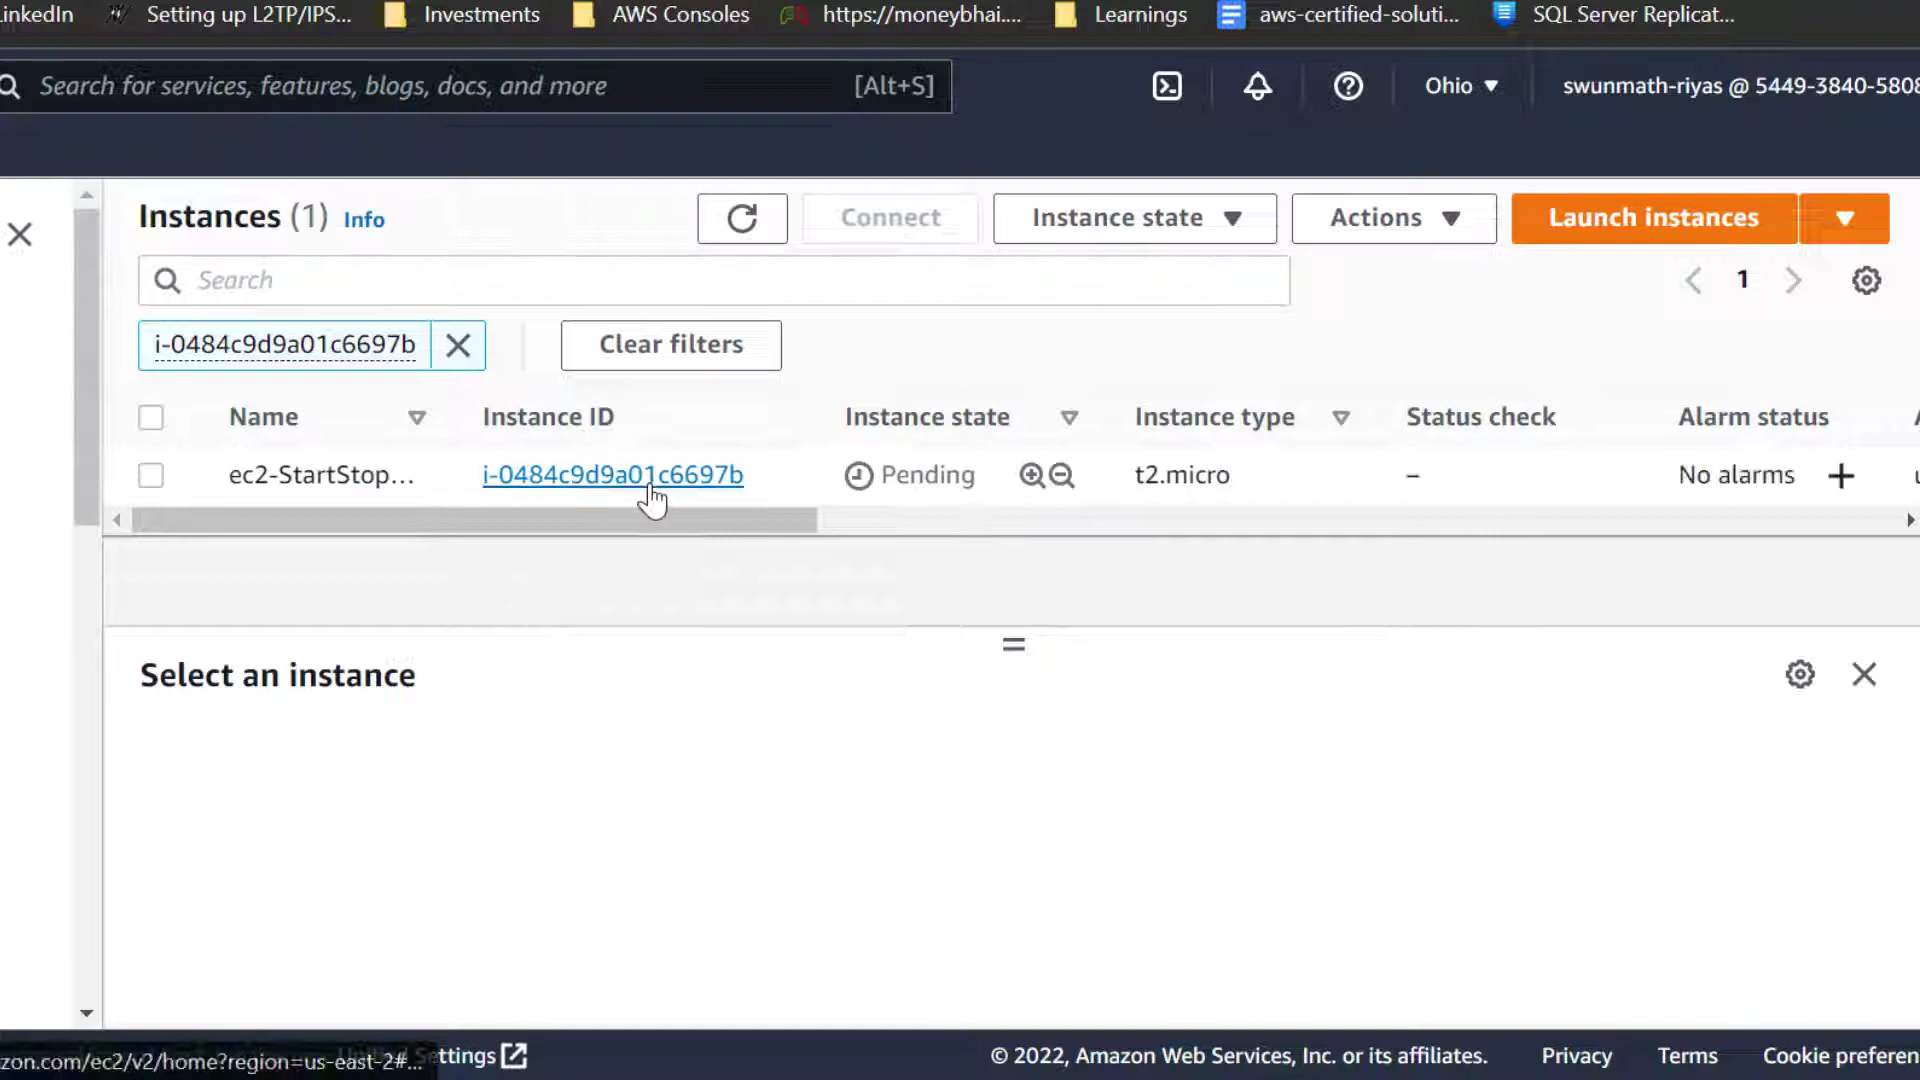 inkedIn Setting up L2TP/IPS... Investments AWS Consoles https://moneybhai.... Learnings aws-certified-soluti... SQL Server Replicat...
Search for services, features, blogs, docs, and more [Alt+S] Ohio swunmath-riyas @ 5449-3840-5808
Instances (1) Info Connect Instance state Actions Launch instances
Search 1
i-0484c9d9a01c6697b Clear filters
Name Instance ID Instance state Instance type Status check Alarm status A
ec2-StartStop... i-0484c9d9a01c6697b Pending t2.micro – No alarms u
Select an instance
zon.com/ec2/v2/home?region=us-east-2#... ettings © 2022, Amazon Web Services, Inc. or its affiliates. Privacy Terms Cookie preferen